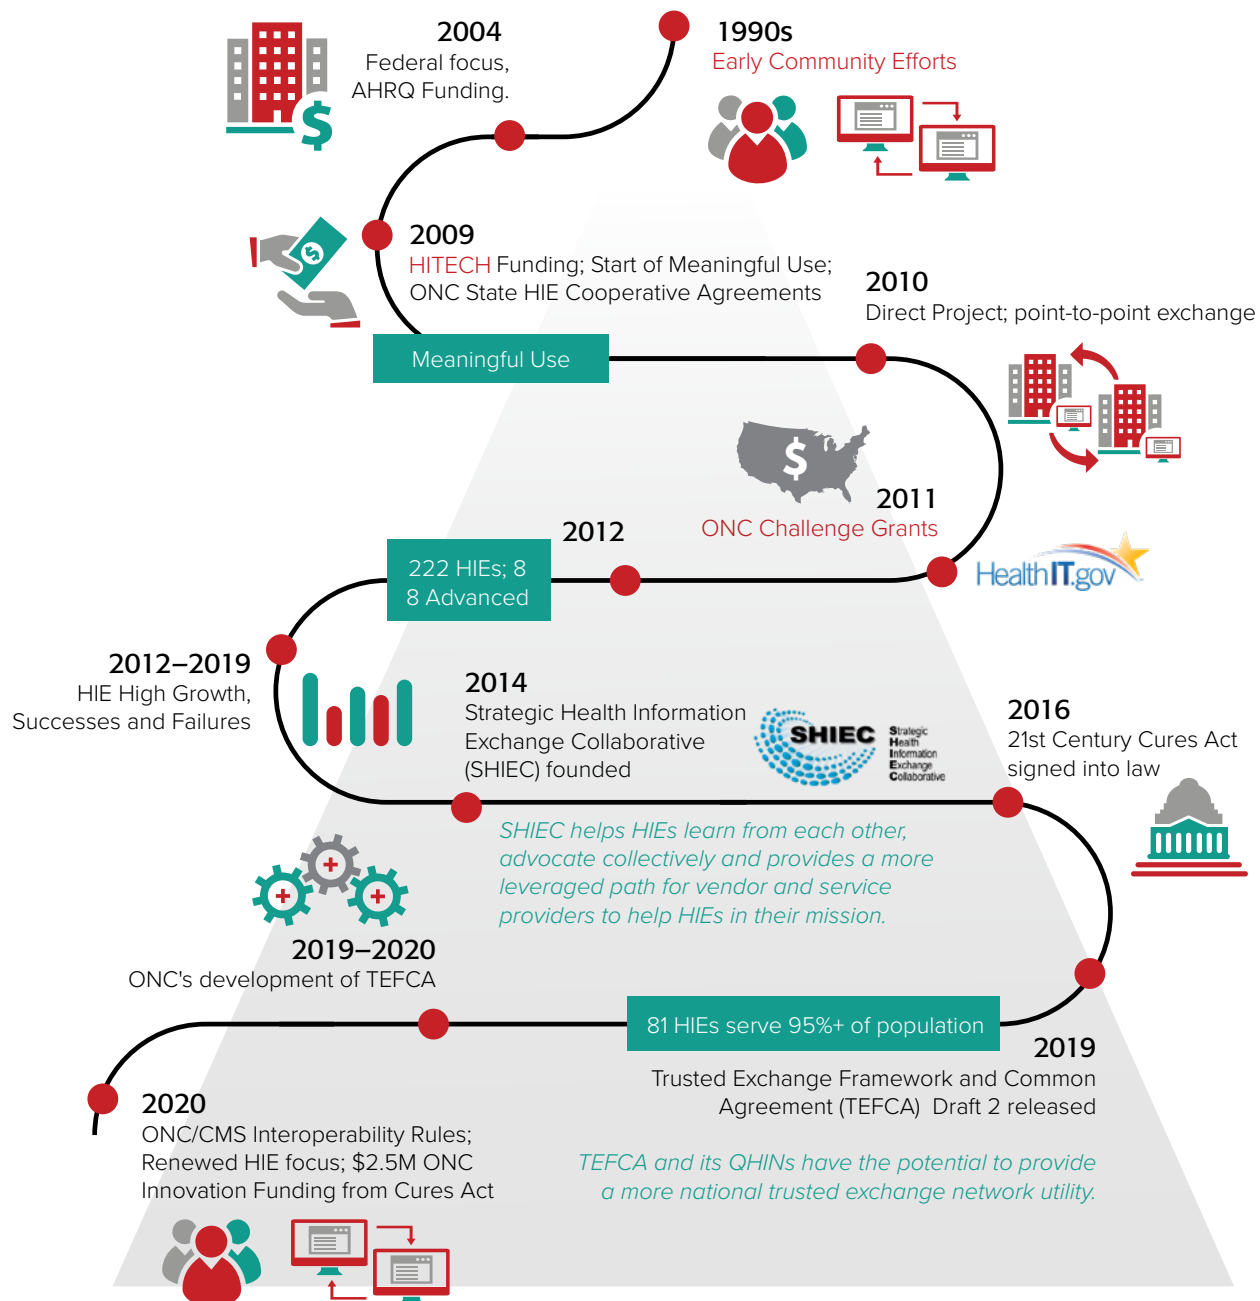 1990s
Early Community Efforts
2004
Federal focus,
AHRQ Funding.
$
2009
HITECH Funding; Start of Meaningful Use;
ONC State HIE Cooperative Agreements
$
Meaningful Use
2010
Direct Project; point-to-point exchange
$
2011
ONC Challenge Grants
HealthIT.gov
2012
222 HIEs; 8
8 Advanced
2012–2019
HIE High Growth,
Successes and Failures
2014
Strategic Health Information
Exchange Collaborative
(SHIEC) founded
SHIEC
Strategic
Health
Information
Exchange
Collaborative
SHIEC helps HIEs learn from each other,
advocate collectively and provides a more
leveraged path for vendor and service
providers to help HIEs in their mission.
2016
21st Century Cures Act
signed into law
81 HIEs serve 95%+ of population
2019
Trusted Exchange Framework and Common
Agreement (TEFCA) Draft 2 released
TEFCA and its QHINs have the potential to provide
a more national trusted exchange network utility.
2019–2020
ONC's development of TEFCA
2020
ONC/CMS Interoperability Rules;
Renewed HIE focus; $2.5M ONC
Innovation Funding from Cures Act